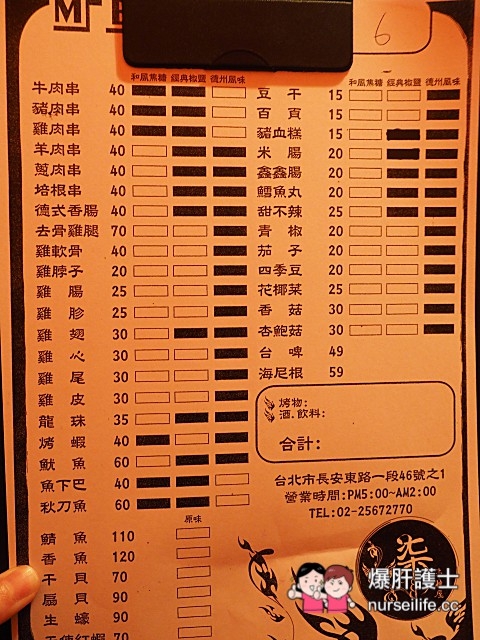 6
和風焦糖 經典椒鹽 德州風味
牛肉串 40
豬肉串 40
雞肉串 40
羊肉串 40
蔥肉串 40
培根串 40
德式香腸 40
去骨雞腿 70
雞軟骨 40
雞脖子 20
雞腸 25
雞胗 25
雞翅 30
雞心 30
雞尾 30
雞皮 30
龍珠 35
烤蝦 40
魷魚 60
魚下巴 40
秋刀魚 60
原味
鯖魚 110
香魚 120
干貝 70
扇貝 90
生蠔 90
天使紅蝦 70
和風焦糖 經典椒鹽 德州風味
豆干 15
百頁 15
豬血糕 15
米腸 20
鑫鑫腸 20
鱈魚丸 20
甜不辣 25
青椒 20
茄子 20
四季豆 20
花椰菜 25
香菇 30
杏鮑菇 30
台啤 49
海尼根 59
烤物:
酒.飲料:
合計:
台北市長安東路一段46號之1
營業時間:PM5:00~AM2:00
TEL:02-25672770
柒
屋
爆肝護士
nurseilife.cc